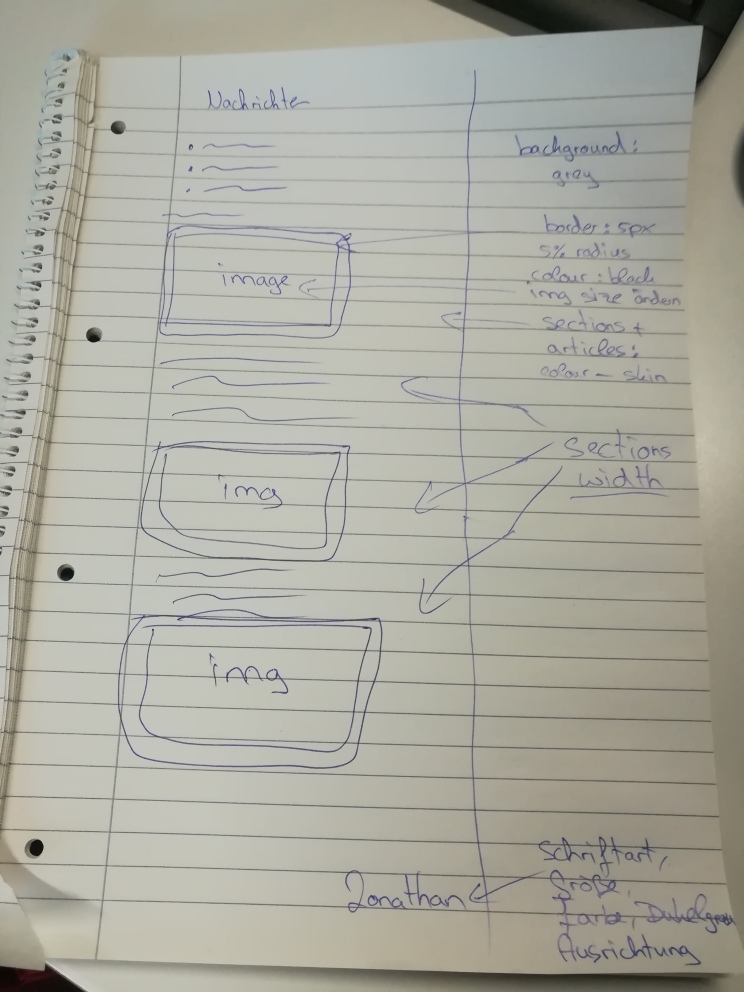 Nachrichten
background:
grey
border: 5px
5% radius
colour: black
image
img size ändern
sections +
articles:
colour – skin
sections
width
img
img
Schriftart,
Jonathan
Größe,
Farbe, Dukelgrau
Ausrichtung